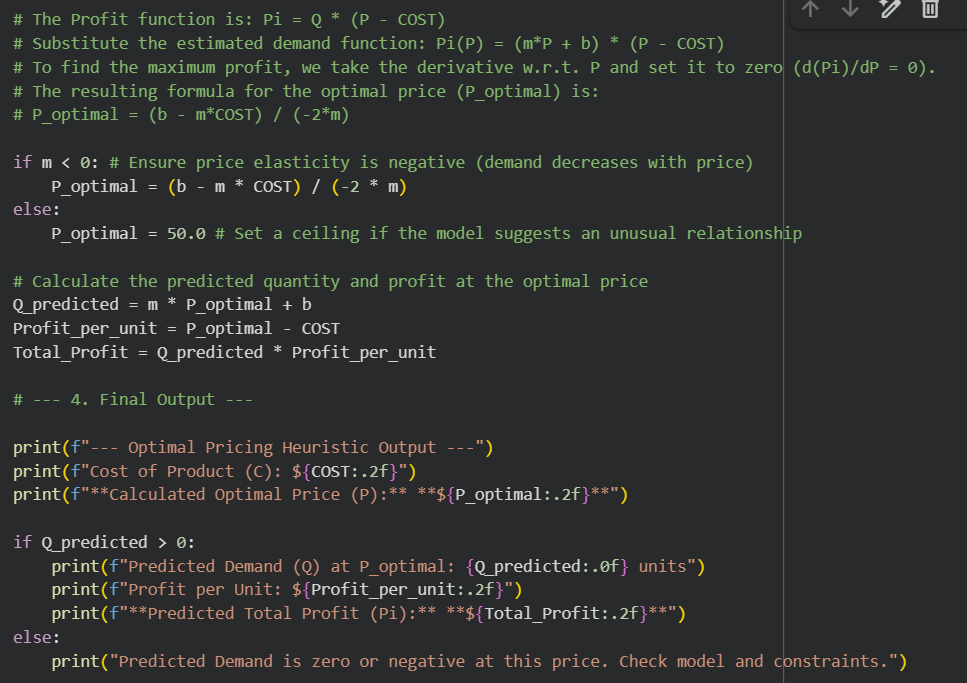 # The Profit function is: Pi = Q * (P - COST)
# Substitute the estimated demand function: Pi(P) = (m*P + b) * (P - COST)
# To find the maximum profit, we take the derivative w.r.t. P and set it to zero (d(Pi)/dP = 0).
# The resulting formula for the optimal price (P_optimal) is:
# P_optimal = (b - m*COST) / (-2*m)

if m < 0: # Ensure price elasticity is negative (demand decreases with price)
    P_optimal = (b - m * COST) / (-2 * m)
else:
    P_optimal = 50.0 # Set a ceiling if the model suggests an unusual relationship

# Calculate the predicted quantity and profit at the optimal price
Q_predicted = m * P_optimal + b
Profit_per_unit = P_optimal - COST
Total_Profit = Q_predicted * Profit_per_unit

# --- 4. Final Output ---

print(f"--- Optimal Pricing Heuristic Output ---")
print(f"Cost of Product (C): ${COST:.2f}")
print(f"**Calculated Optimal Price (P):** **${P_optimal:.2f}**")

if Q_predicted > 0:
    print(f"Predicted Demand (Q) at P_optimal: {Q_predicted:.0f} units")
    print(f"Profit per Unit: ${Profit_per_unit:.2f}")
    print(f"**Predicted Total Profit (Pi):** **${Total_Profit:.2f}**")
else:
    print("Predicted Demand is zero or negative at this price. Check model and constraints.")